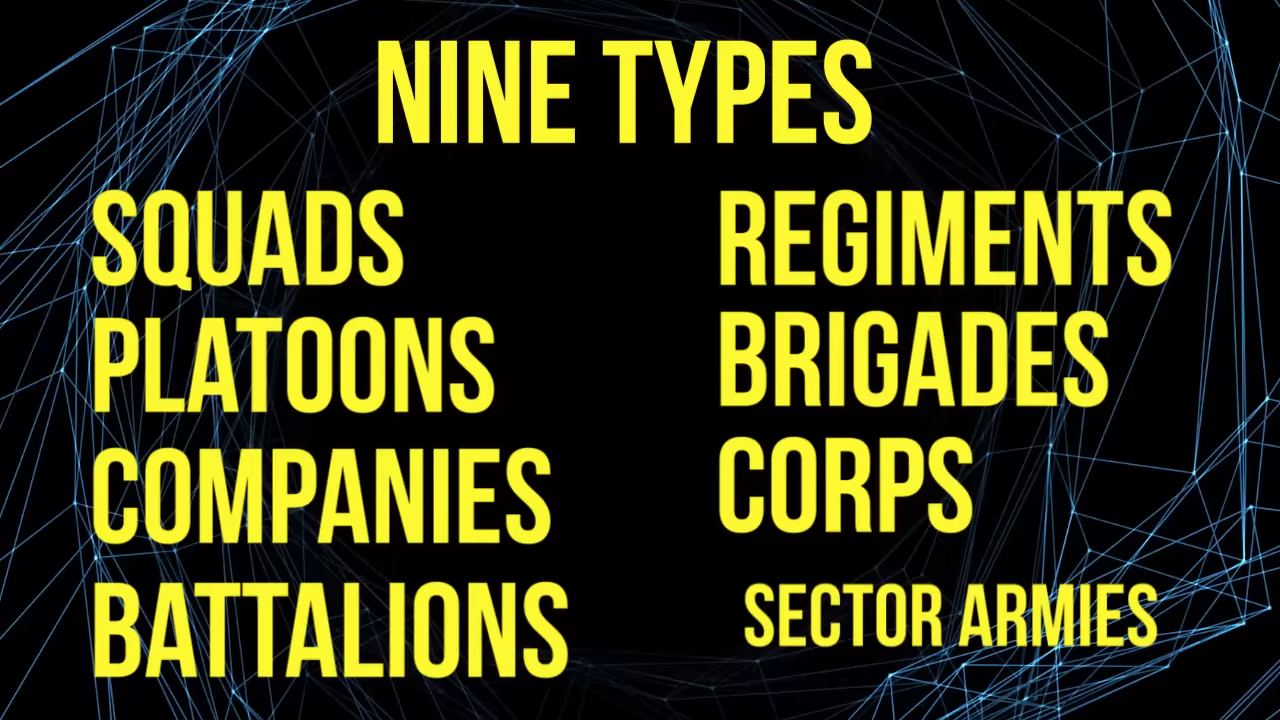 NINE TYPES
SQUADS
PLATOONS
COMPANIES
BATTALIONS
REGIMENTS
BRIGADES
CORPS
SECTOR ARMIES